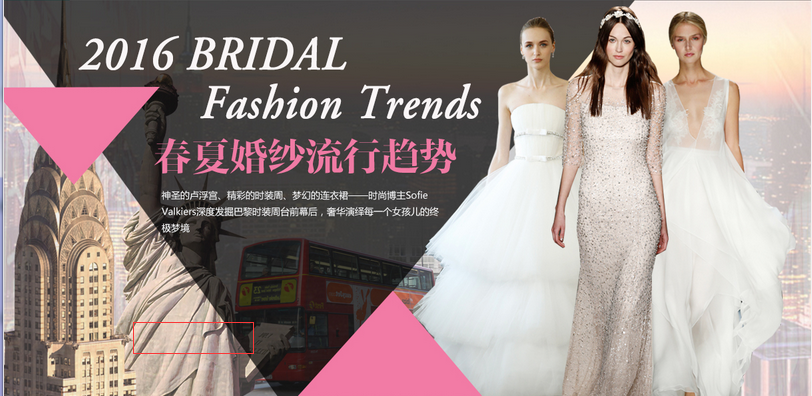 2016 BRIDAL
Fashion Trends
春夏婚纱流行趋势
神圣的卢浮宫、精彩的时装周、梦幻的连衣裙——时尚博主Sofie
Valkiers深度发掘巴黎时装周台前幕后，奢华演绎每一个女孩儿的终
极梦境